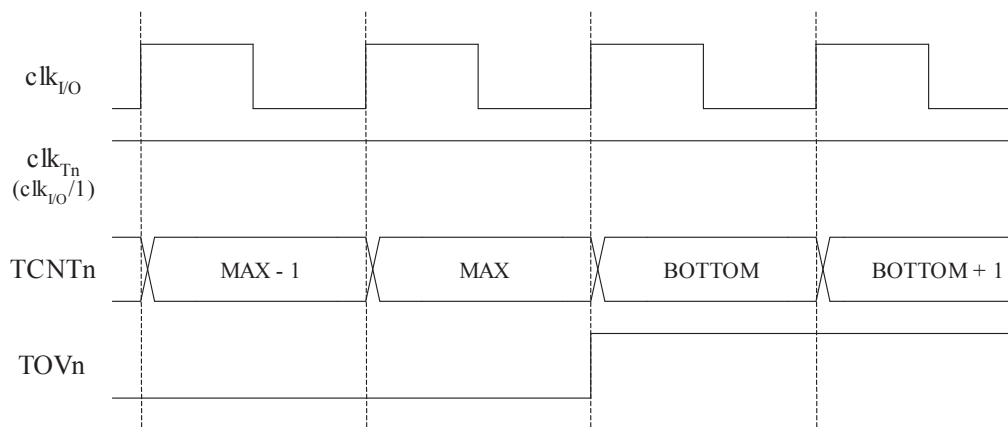 clk I/O
clk Tn
(clk I/O/1)
TCNTn MAX - 1 MAX BOTTOM BOTTOM + 1
TOVn